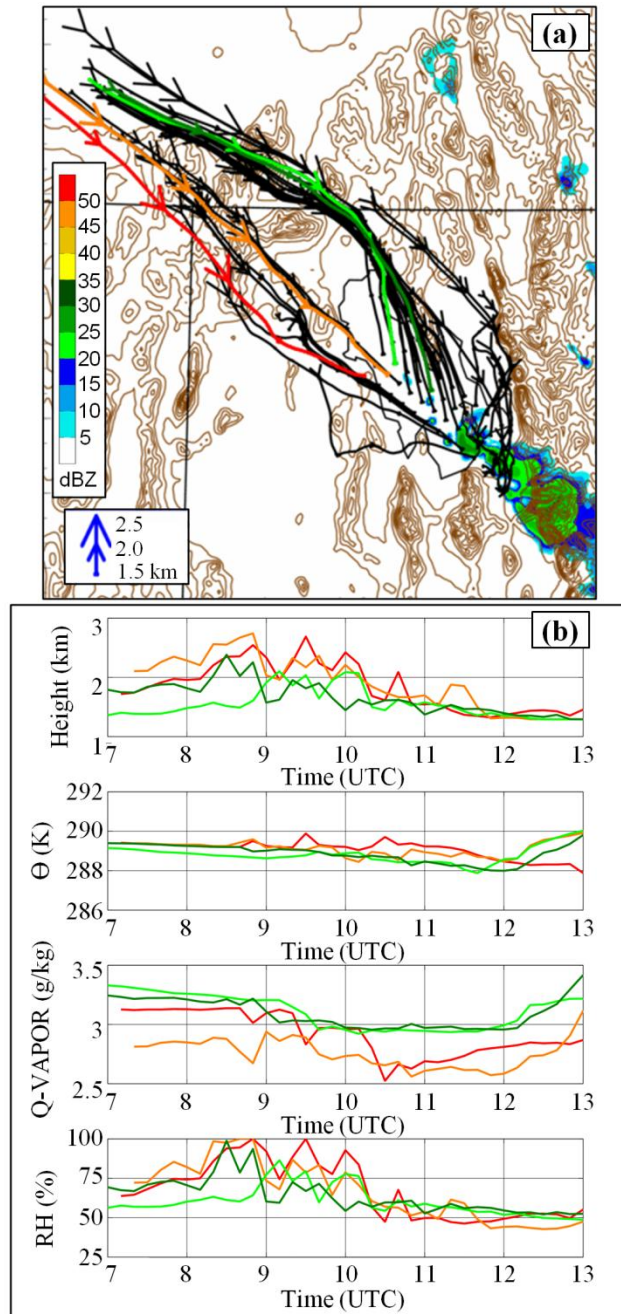 (a)
50
45
40
35
30
25
20
15
10
5
dBZ
2.5
2.0
1.5 km
(b)
3
2
1
Height (km)
7 8 9 10 11 12 13
Time (UTC)
292
290
288
286
Θ (K)
7 8 9 10 11 12 13
Time (UTC)
3.5
3
2.5
Q-VAPOR (g/kg)
7 8 9 10 11 12 13
Time (UTC)
100
75
50
25
RH (%)
7 8 9 10 11 12 13
Time (UTC)